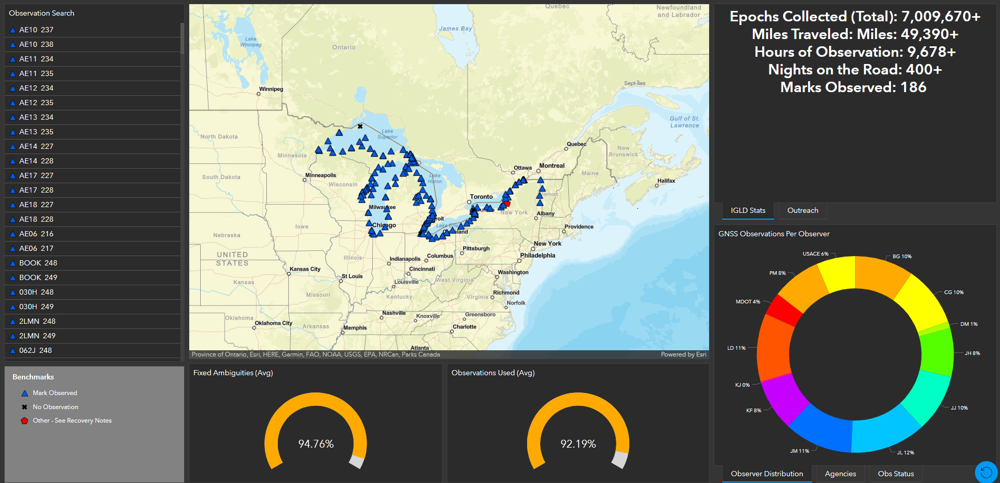 Observation Search
AE10 237
AE10 238
AE11 234
AE11 235
AE12 234
AE12 235
AE13 234
AE13 235
AE14 227
AE14 228
AE17 227
AE17 228
AE18 227
AE18 228
AE06 216
AE06 217
BOOK 248
BOOK 249
030H 248
030H 249
2LMN 248
2LMN 249
062J 248
Benchmarks
Mark Observed
No Observation
Other - See Recovery Notes
Quebec
Newfoundland
and Labrador
James Bay
Lake
Winnipeg
Ontario
Winnipeg
Sept-Îles
Gulf of St.
Lawrence
North Dakota
Lake
Superior
Quebec
New
Brunswick
Minnesota
Ottawa
Montreal
Maine
South Dakota
Minneapolis
Wisconsin
Lake
Huron
Halifax
Toronto
Vermont
Milwaukee
New York
Albany
Iowa
Chicago
Lake Erie
Providence
Nebraska
Pittsburgh
New York
UNITED
STATES
Illinois
Indianapolis
Columbus
Philadelphia
Kansas City
Cincinnati
Washington
St Louis
Kansas
Louisville
West Virginia
Missouri
Kentucky
Virginia
Richmond
Norfolk
Nashville
Knoxville
Greensboro
Oklahoma
Oklahoma City
Arkansas
Memphis
Charlotte
Atlanta
Province of Ontario, Esri, HERE, Garmin, FAO, NOAA, USGS, EPA, NRCan, Parks Canada
Powered by Esri
Fixed Ambiguities (Avg)
94.76%
Observations Used (Avg)
92.19%
Epochs Collected (Total): 7,009,670+
Miles Traveled: Miles: 49,390+
Hours of Observation: 9,678+
Nights on the Road: 400+
Marks Observed: 186
IGLD Stats
Outreach
GNSS Observations Per Observer
USACE 6%
BG 10%
PM 8%
CG 10%
MDOT 4%
DM 1%
LD 11%
JH 8%
KJ 0%
KF 8%
JJ 10%
JM 11%
JL 12%
Observer Distribution
Agencies
Obs Status